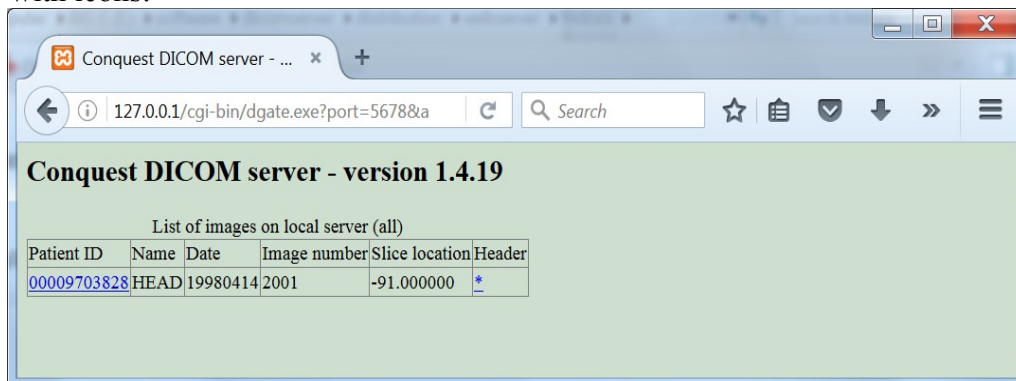 with icons:
Conquest DICOM server - ... × +
127.0.0.1/cgi-bin/dgate.exe?port=5678&a Search
Conquest DICOM server - version 1.4.19
List of images on local server (all)
Patient ID Name Date Image number Slice location Header
00009703828 HEAD 19980414 2001 -91.000000 *